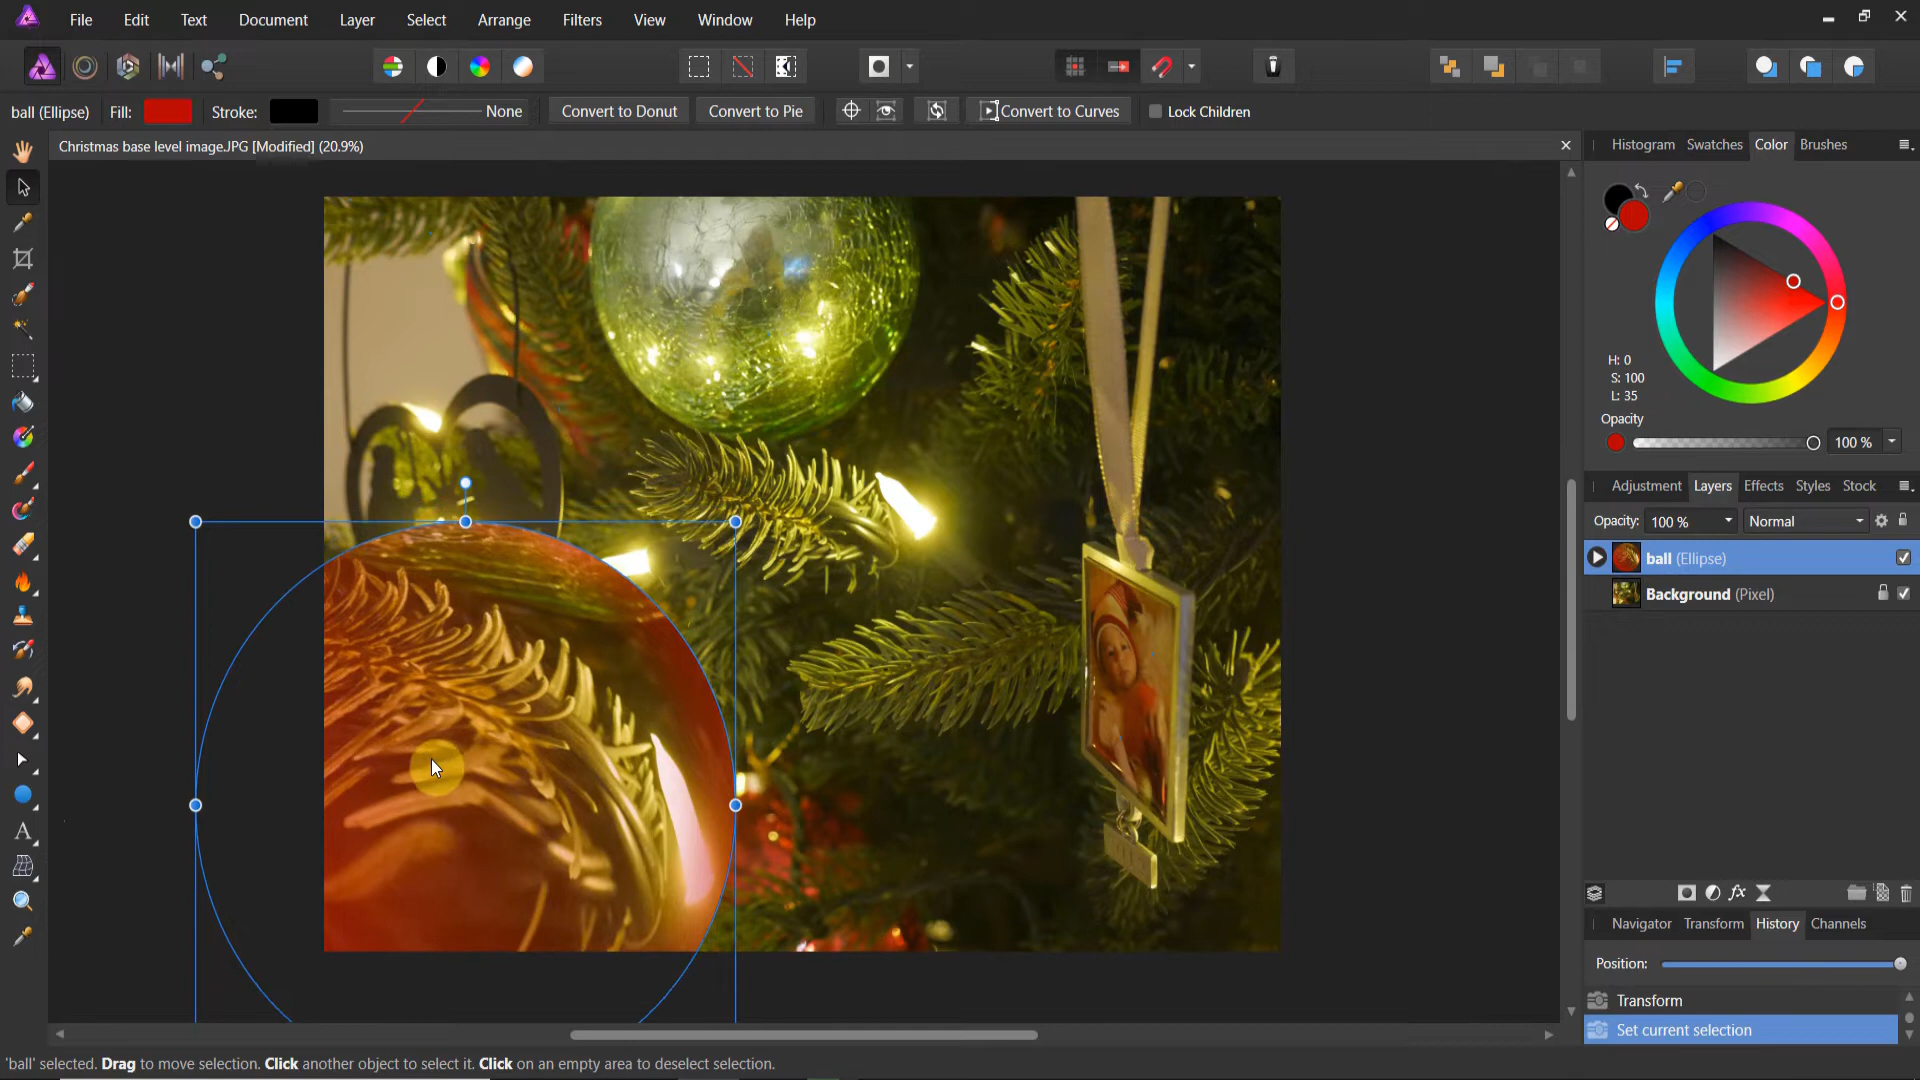 File Edit Text Document Layer Select Arrange Filters View Window Help
ball (Ellipse) Fill: Stroke: None Convert to Donut Convert to Pie Convert to Curves Lock Children
Christmas base level image.JPG [Modified] (20.9%)
Histogram Swatches Color Brushes
H: 0
S: 100
L: 35
Opacity
100 %
Adjustment Layers Effects Styles Stock
Opacity: 100 % Normal
ball (Ellipse)
Background (Pixel)
Navigator Transform History Channels
Position:
Transform
Set current selection
'ball' selected. Drag to move selection. Click another object to select it. Click on an empty area to deselect selection.